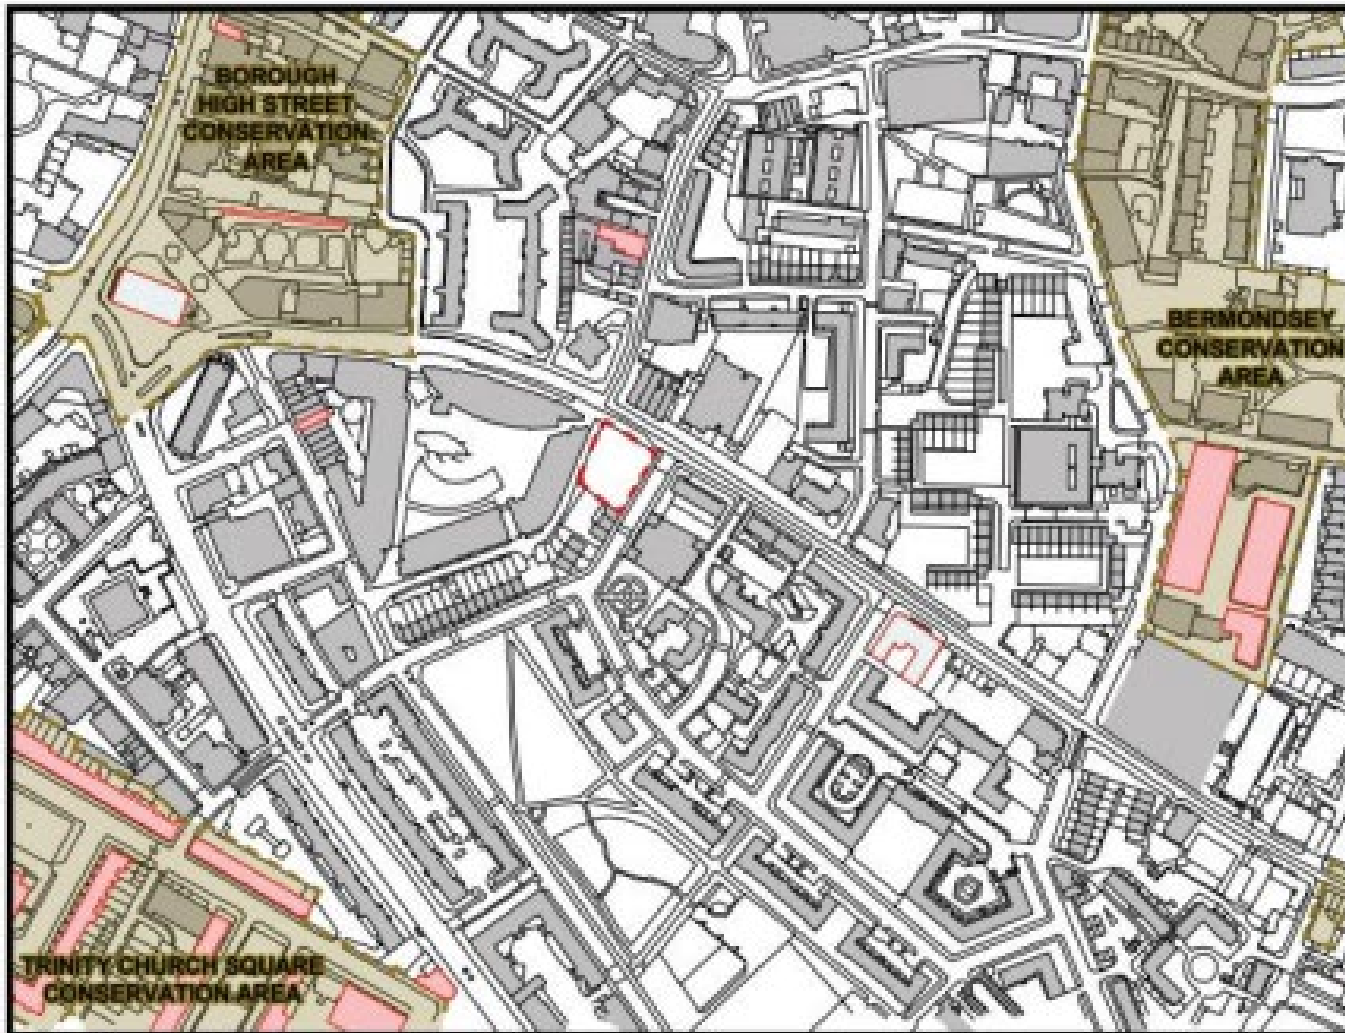 BOROUGH
HIGH STREET
CONSERVATION
AREA
BERMONDSEY
CONSERVATION
AREA
TRINITY CHURCH SQUARE
CONSERVATION AREA